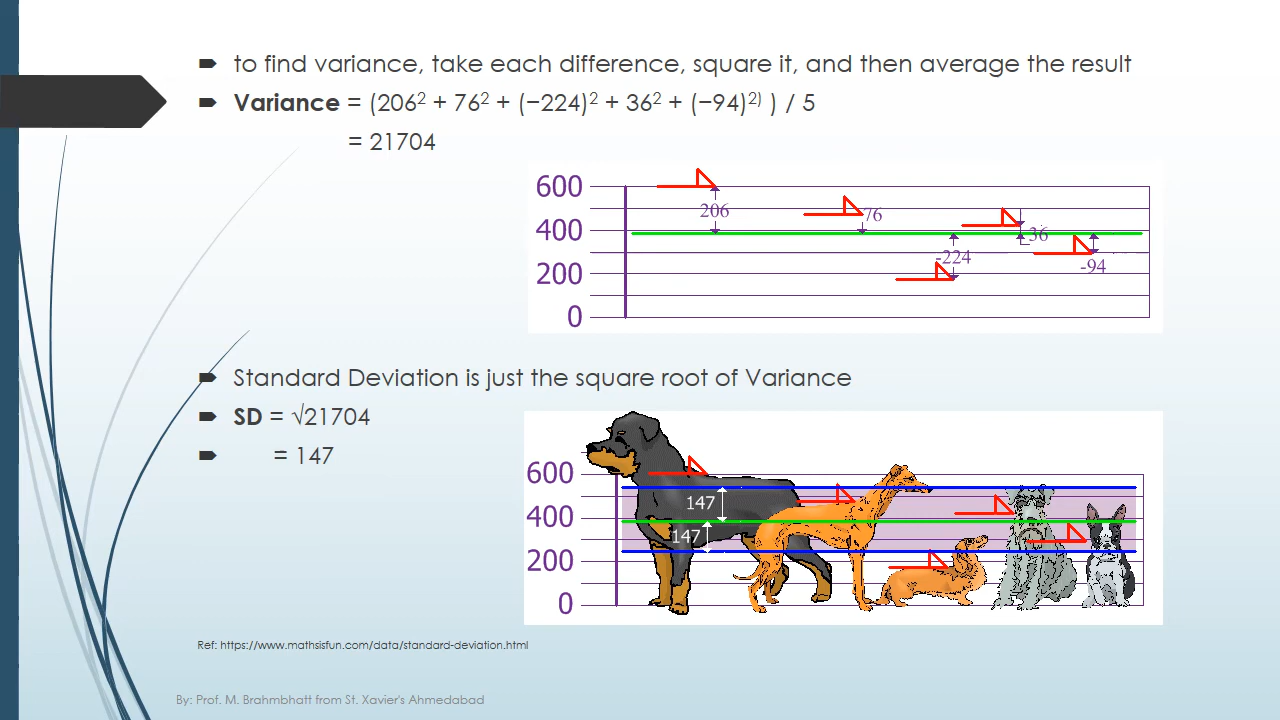 to find variance, take each difference, square it, and then average the result
Variance = (206² + 76² + (−224)² + 36² + (−94)²⁾ ) / 5
= 21704
600
400
200
0
206
76
36
-224
-94
Standard Deviation is just the square root of Variance
SD = √21704
= 147
600
400
200
0
147
147
Ref: https://www.mathsisfun.com/data/standard-deviation.html
By: Prof. M. Brahmbhatt from St. Xavier's Ahmedabad